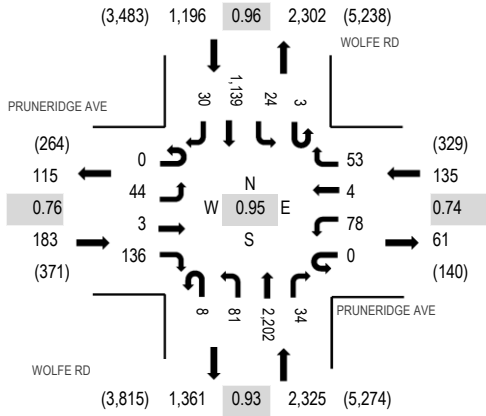 (3,483) 1,196 0.96 2,302 (5,238)
WOLFE RD
30 1,139 24 3
PRUNERIDGE AVE
(264) (329)
0 53
115 135
N
44 4
0.76 W 0.95 E 0.74
3 78
183 S 61
136 0
(371) (140)
8 81 2,202 34
PRUNERIDGE AVE
WOLFE RD
(3,815) 1,361 0.93 2,325 (5,274)